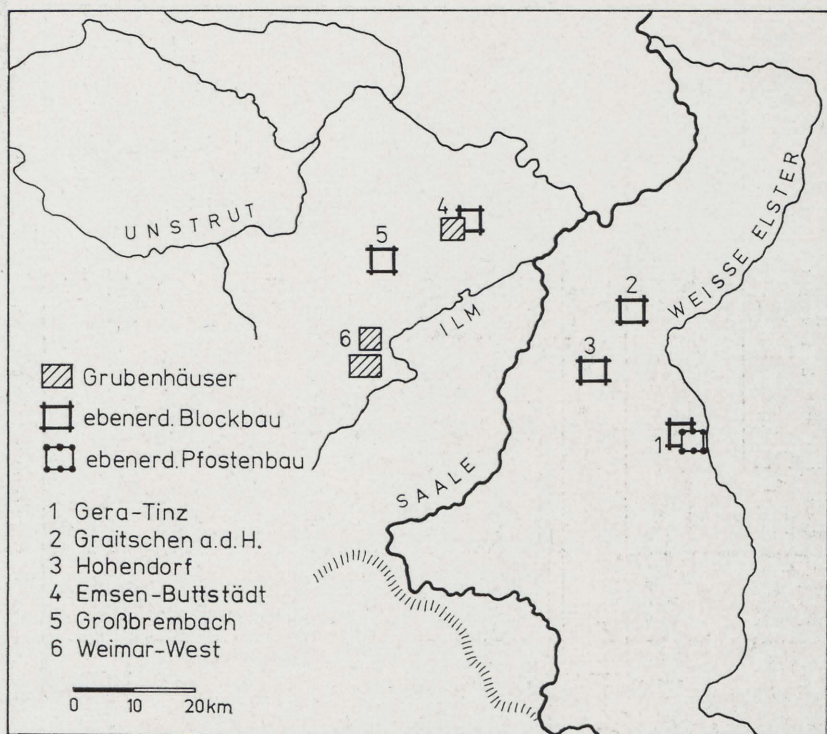 UNSTRUT
4
5
WEISSE ELSTER
2
ILM
6
3
1
SAALE
Grubenhäuser
ebenerd. Blockbau
ebenerd. Pfostenbau
1 Gera-Tinz
2 Graitschen a.d.H.
3 Hohendorf
4 Emsen-Buttstädt
5 Großbrembach
6 Weimar-West
0 10 20km